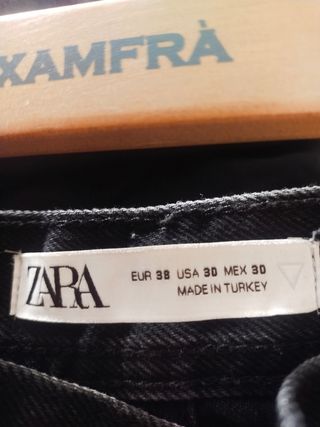 XAMFRÀ
ZARA
EUR 38 USA 30 MEX 30
MADE IN TURKEY